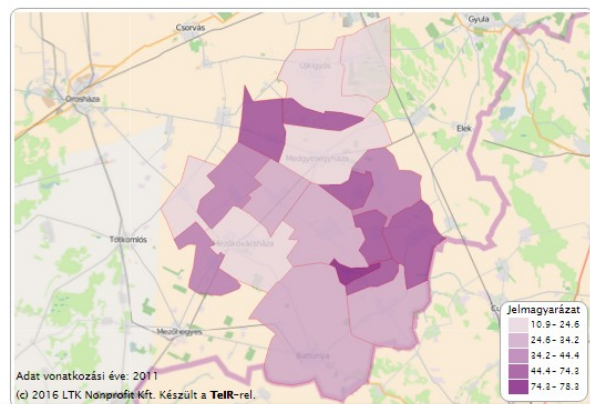 Csorvás
Gyula
Újkígyós
Orosháza
Elek
Medgyesegyháza
Tótkomlós
Mezőkovácsháza
Mezőhegyes
Battonya
Jelmagyarázat
10.9- 24.6
24.6- 34.2
34.2- 44.4
44.4- 74.3
74.3- 78.3
Adat vonatkozási éve: 2011
(c) 2016 LTK Nonprofit Kft. Készült a TeIR-rel.